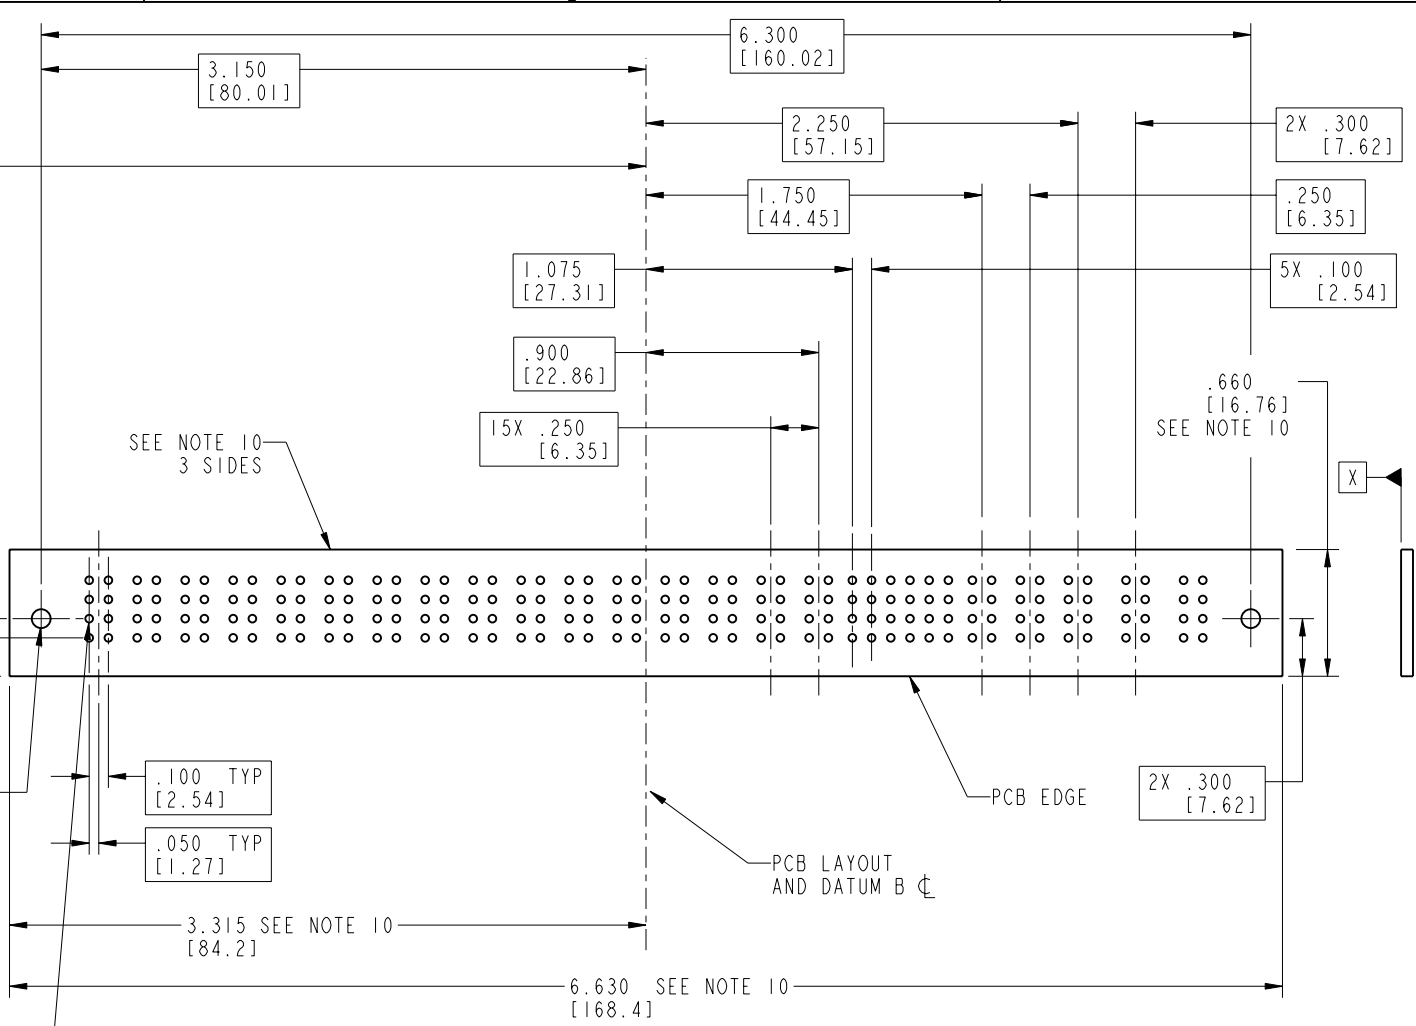 6.300
[160.02]
3.150
[80.01]
2.250
[57.15]
2X .300
[7.62]
1.750
[44.45]
.250
[6.35]
1.075
[27.31]
5X .100
[2.54]
.900
[22.86]
.660
[16.76]
SEE NOTE 10
15X .250
[6.35]
SEE NOTE 10
3 SIDES
X
.100 TYP
[2.54]
.050 TYP
[1.27]
PCB EDGE
2X .300
[7.62]
PCB LAYOUT
AND DATUM B ℄
3.315 SEE NOTE 10
[84.2]
6.630 SEE NOTE 10
[168.4]